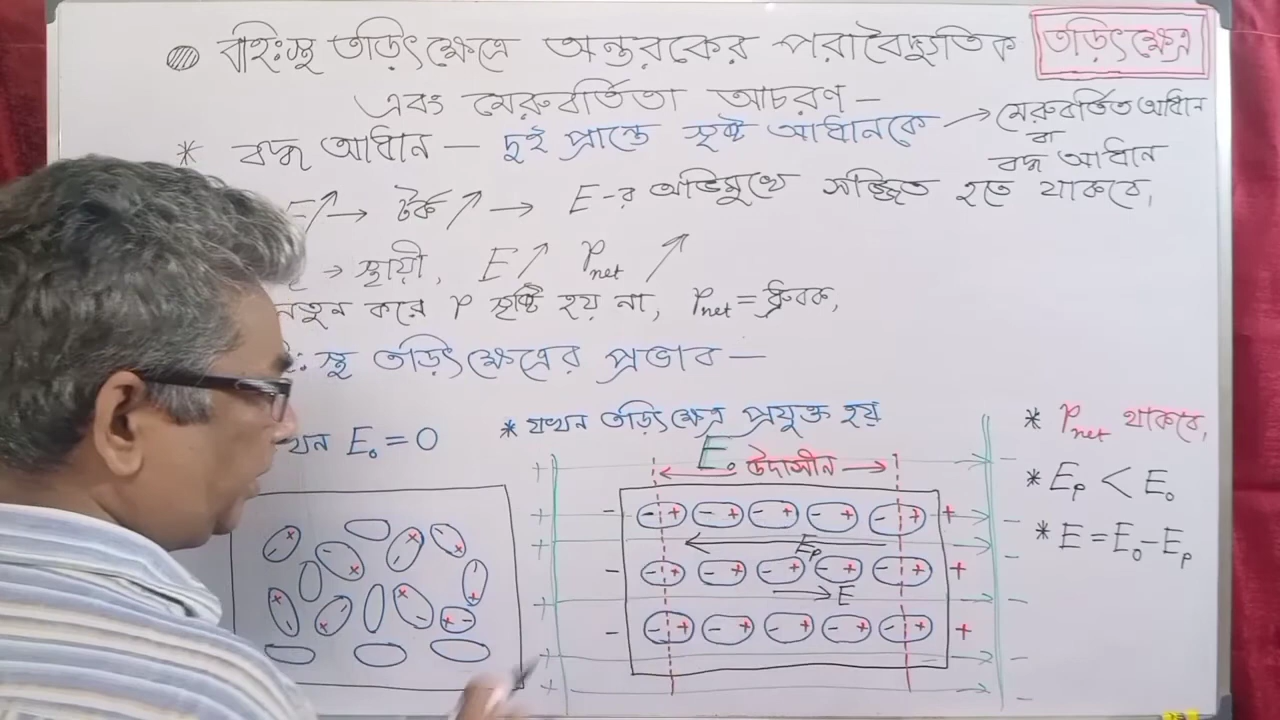 বহিঃস্থ তড়িৎক্ষেত্রে অন্তরকের পরাবৈদ্যুতিক
তড়িৎক্ষেত্র
এবং মেরুবর্তিতা আচরণ —
* বদ্ধ আধান — দুই প্রান্তে সৃষ্ট আধানকে → মেরুবর্তিত আধান
বা
বদ্ধ আধান
E↑ → টর্ক ↑ → E-র অভিমুখে সজ্জিত হতে থাকবে,
→ স্থায়ী, E↑ P_net ↑
নতুন করে P সৃষ্টি হয় না, P_net = ধ্রুবক,
ঃস্থ তড়িৎক্ষেত্রের প্রভাব —
খন E₀ = 0
* যখন তড়িৎক্ষেত্র প্রযুক্ত হয়
E₀ উদাসীন
E_p
E
* P_net থাকবে,
* E_p < E₀
* E = E₀ - E_p